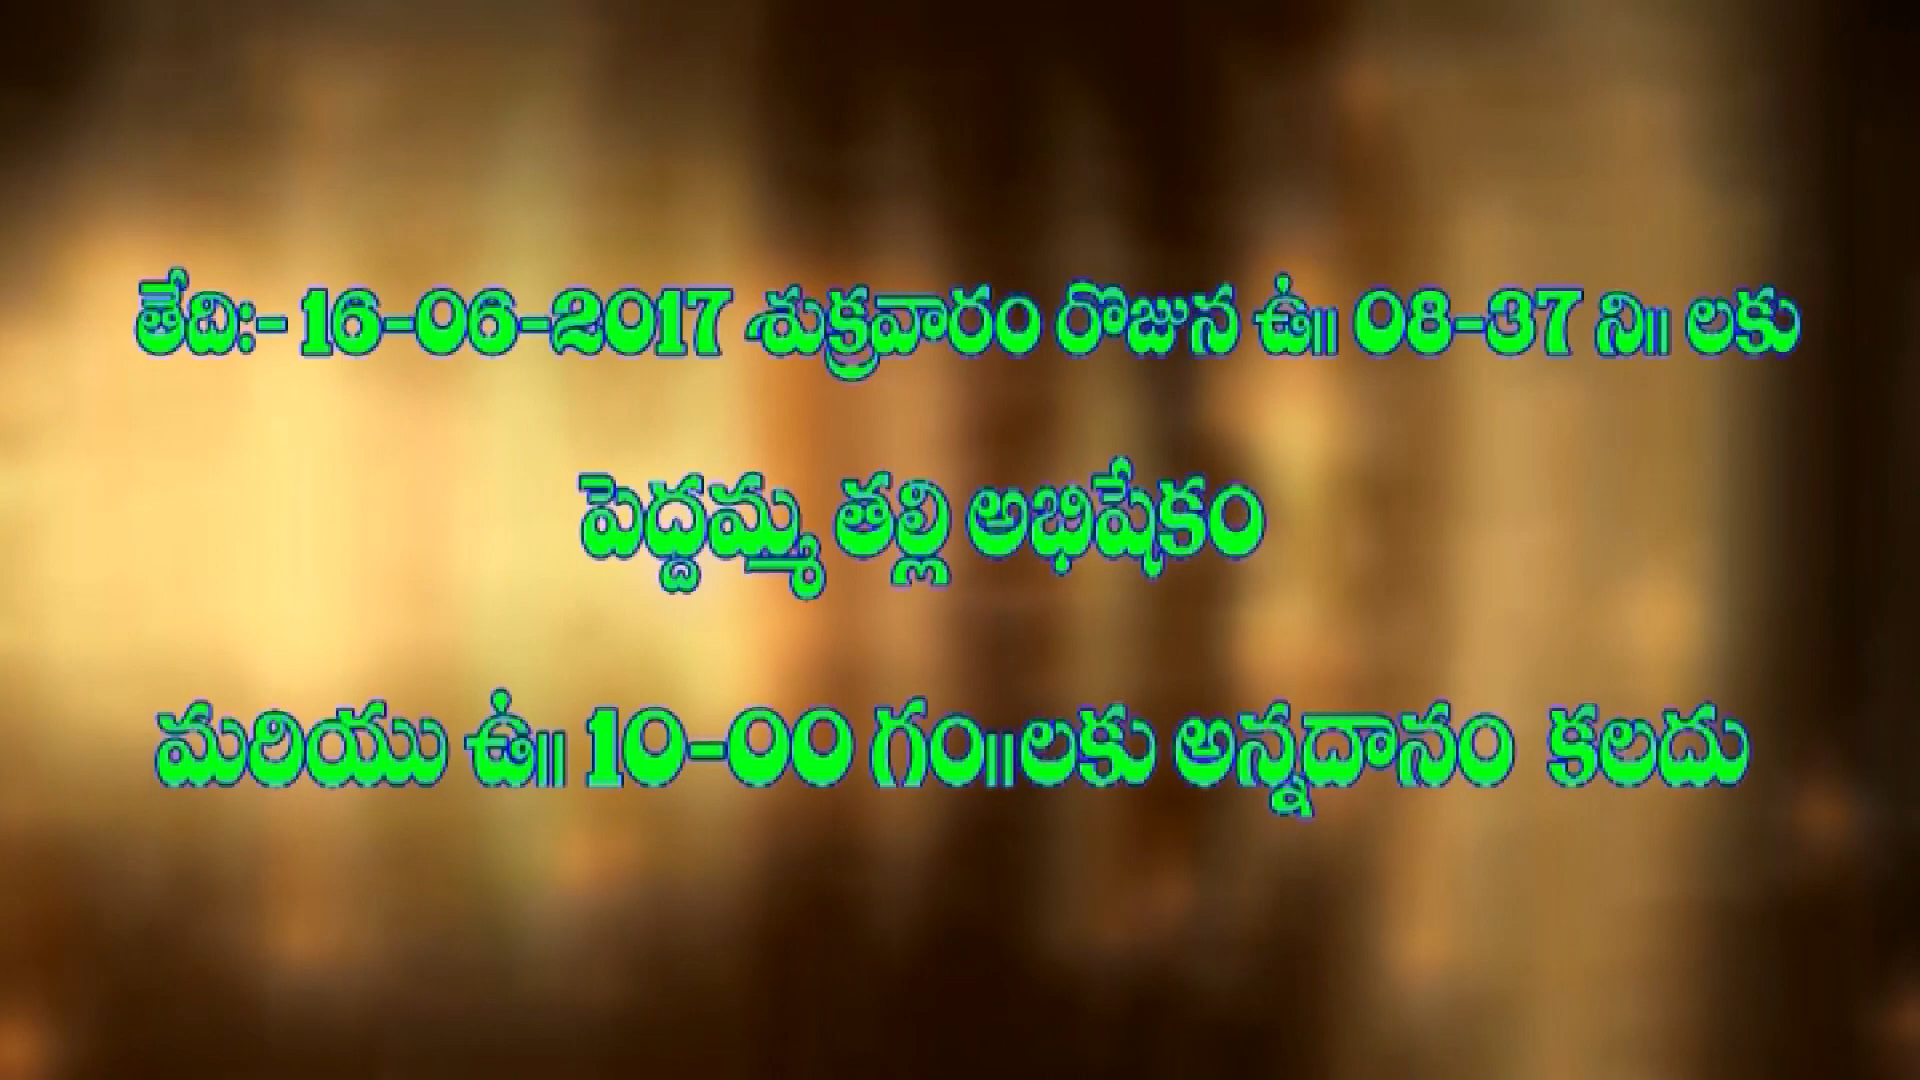 తేది:- 16-06-2017 శుక్రవారం రొజున ఉ॥ 08-37 ని॥ లకు
పెద్దమ్మ తల్లి అభిషేకం
మరియు ఉ॥ 10-00 గం॥లకు అన్నదానం కలదు